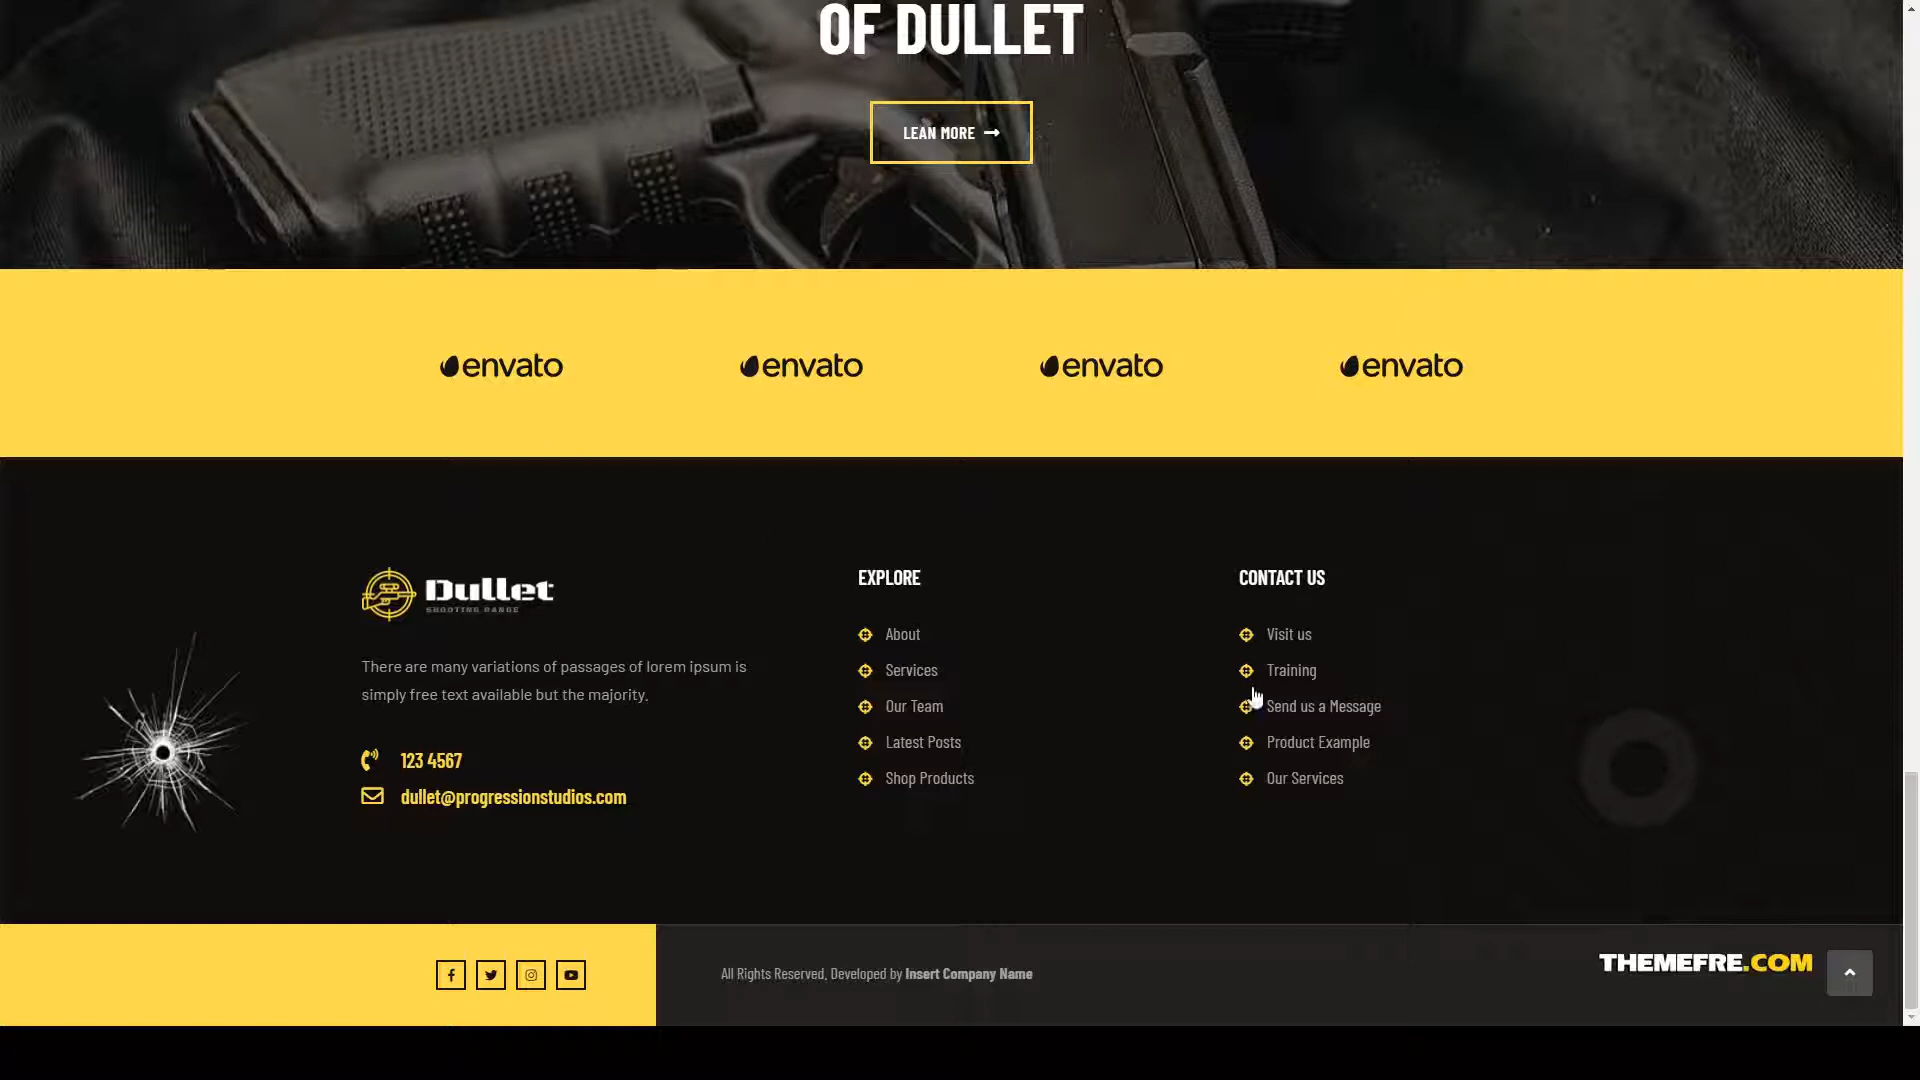 OF DULLET
LEAN MORE
envato envato envato envato
Dullet
SHOOTING RANGE
There are many variations of passages of lorem ipsum is
simply free text available but the majority.
123 4567
dullet@progressionstudios.com
EXPLORE
About
Services
Our Team
Latest Posts
Shop Products
CONTACT US
Visit us
Training
Send us a Message
Product Example
Our Services
All Rights Reserved, Developed by Insert Company Name
THEMEFRE.COM